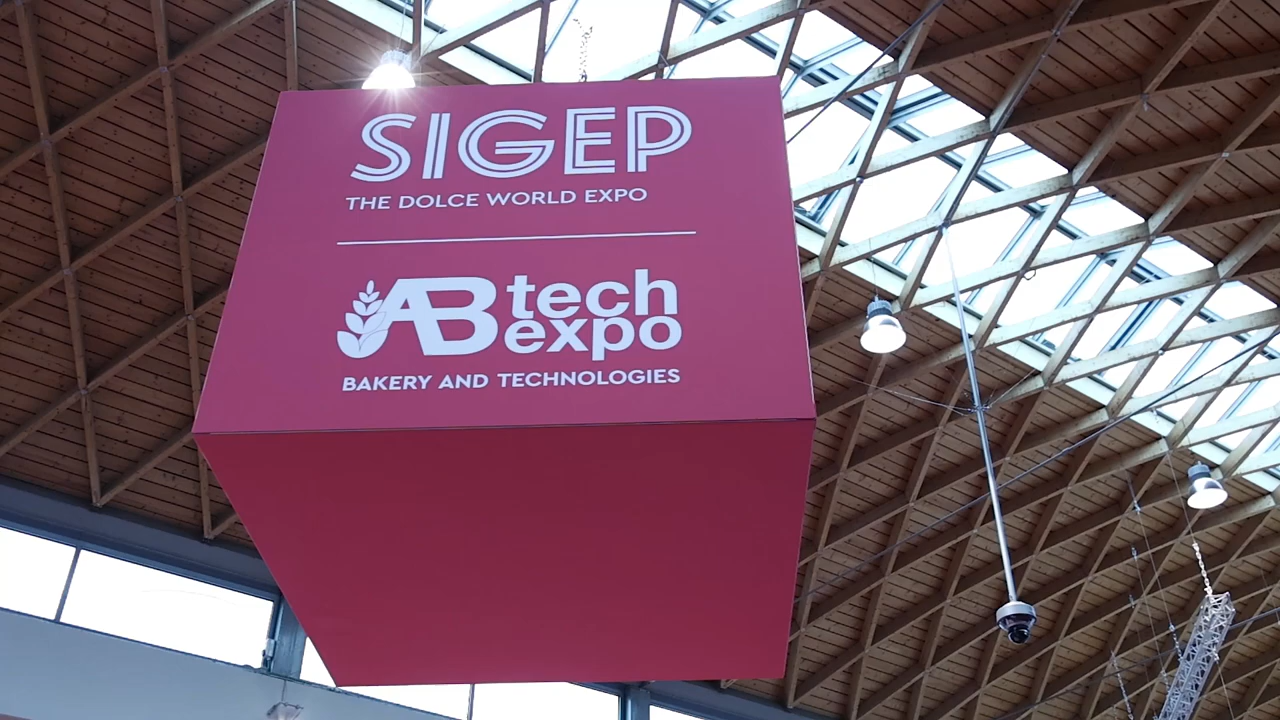 SIGEP
THE DOLCE WORLD EXPO
AB tech
expo
BAKERY AND TECHNOLOGIES